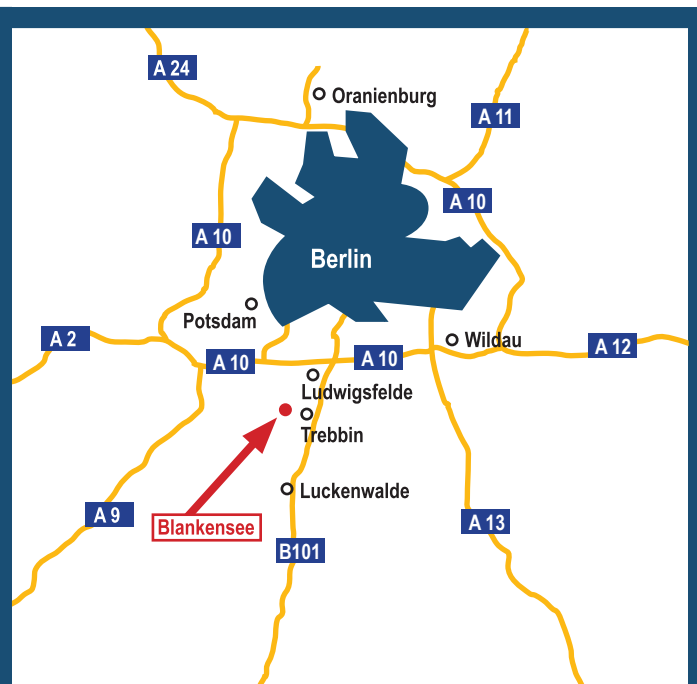 A 24
Oranienburg
A 11
A 10
A 10
Berlin
Potsdam
A 2
Wildau
A 12
A 10
A 10
Ludwigsfelde
Trebbin
Luckenwalde
A 9
Blankensee
A 13
B101